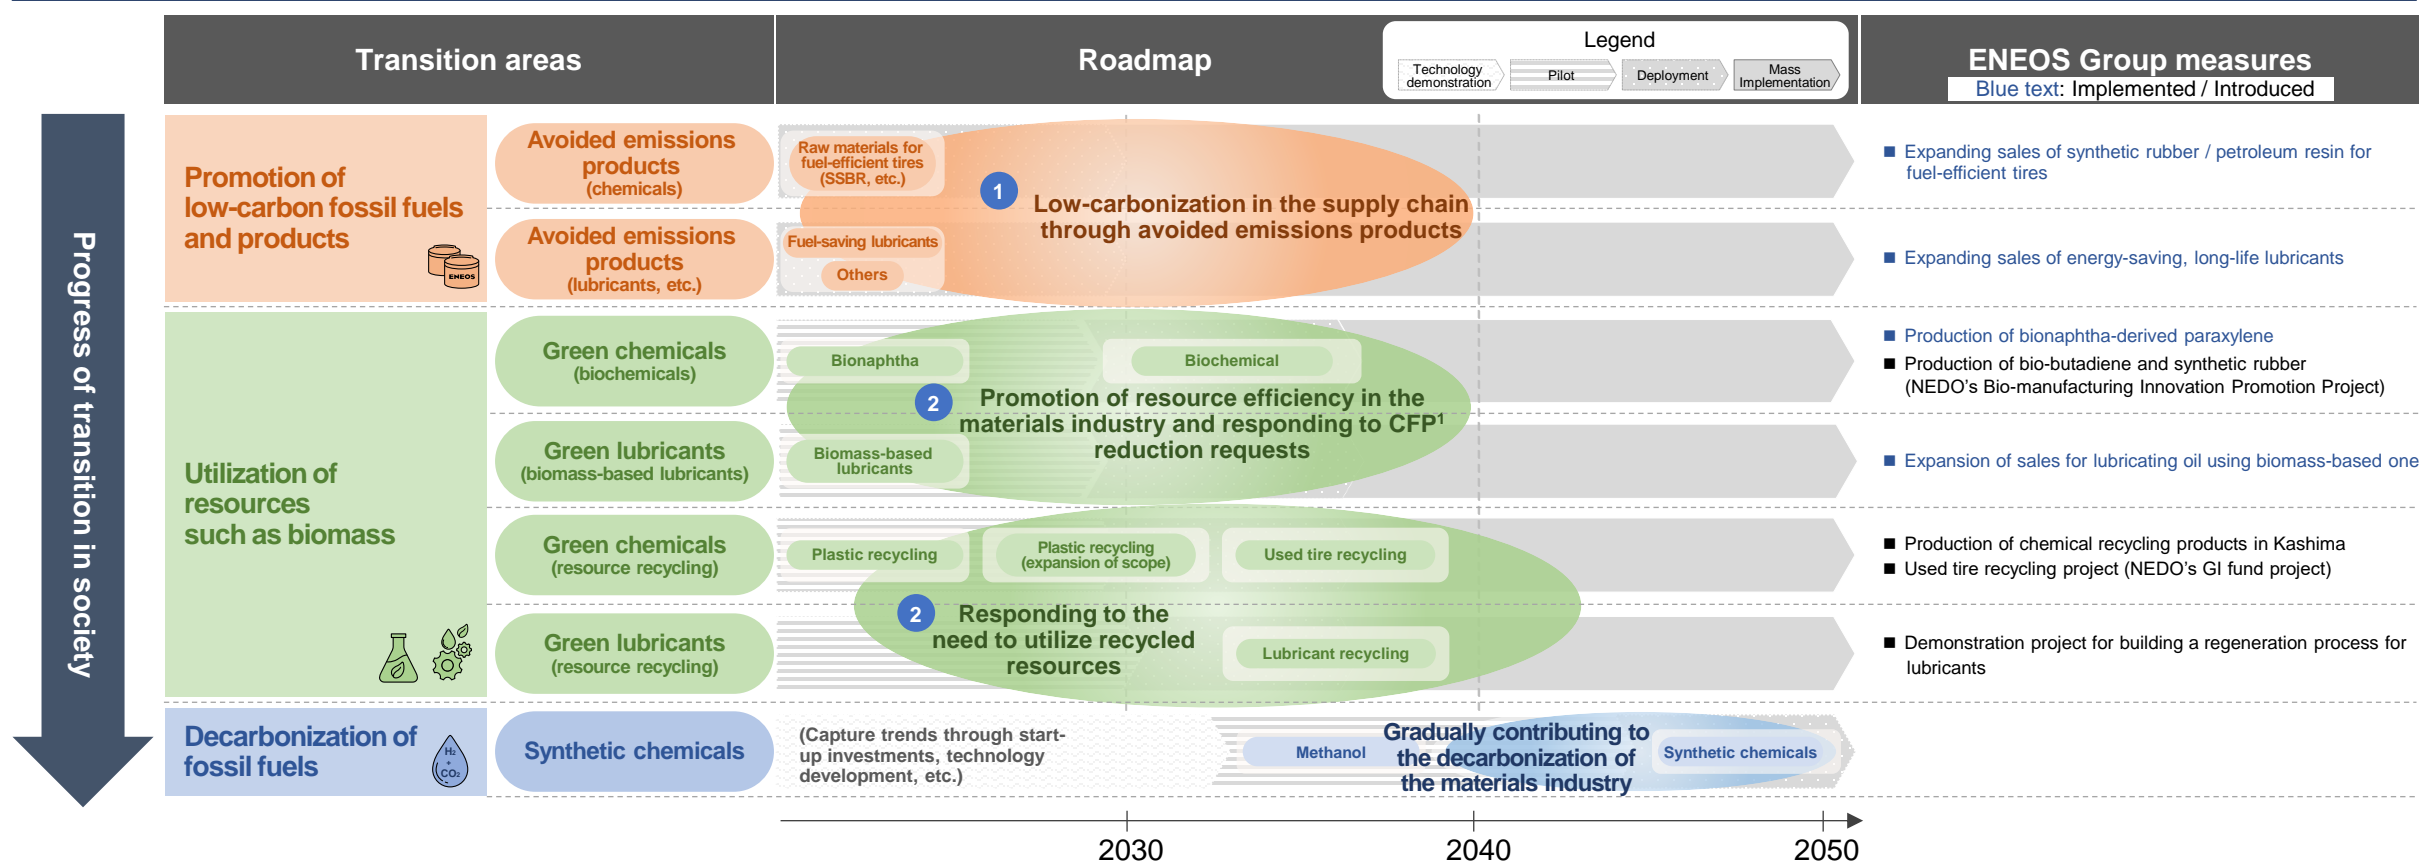 Transition areas
Roadmap
Legend
Technology
demonstration
Pilot
Deployment
Mass
Implementation
ENEOS Group measures
Blue text: Implemented / Introduced
Progress of transition in society
Promotion of
low-carbon fossil fuels
and products
ENEOS
Avoided emissions
products
(chemicals)
Raw materials for
fuel-efficient tires
(SSBR, etc.)
1
Low-carbonization in the supply chain
through avoided emissions products
■ Expanding sales of synthetic rubber / petroleum resin for
fuel-efficient tires
Avoided emissions
products
(lubricants, etc.)
Fuel-saving lubricants
Others
■ Expanding sales of energy-saving, long-life lubricants
Utilization of
resources
such as biomass
Green chemicals
(biochemicals)
Bionaphtha
Biochemical
2
Promotion of resource efficiency in the
materials industry and responding to CFP¹
reduction requests
■ Production of bionaphtha-derived paraxylene
■ Production of bio-butadiene and synthetic rubber
(NEDO's Bio-manufacturing Innovation Promotion Project)
Green lubricants
(biomass-based lubricants)
Biomass-based
lubricants
■ Expansion of sales for lubricating oil using biomass-based one
Green chemicals
(resource recycling)
Plastic recycling
Plastic recycling
(expansion of scope)
Used tire recycling
■ Production of chemical recycling products in Kashima
■ Used tire recycling project (NEDO's GI fund project)
2
Responding to the
need to utilize recycled
resources
Green lubricants
(resource recycling)
Lubricant recycling
■ Demonstration project for building a regeneration process for
lubricants
Decarbonization of
fossil fuels
H₂
+
CO₂
Synthetic chemicals
(Capture trends through start-
up investments, technology
development, etc.)
Methanol
Gradually contributing to
the decarbonization of
the materials industry
Synthetic chemicals
2030
2040
2050